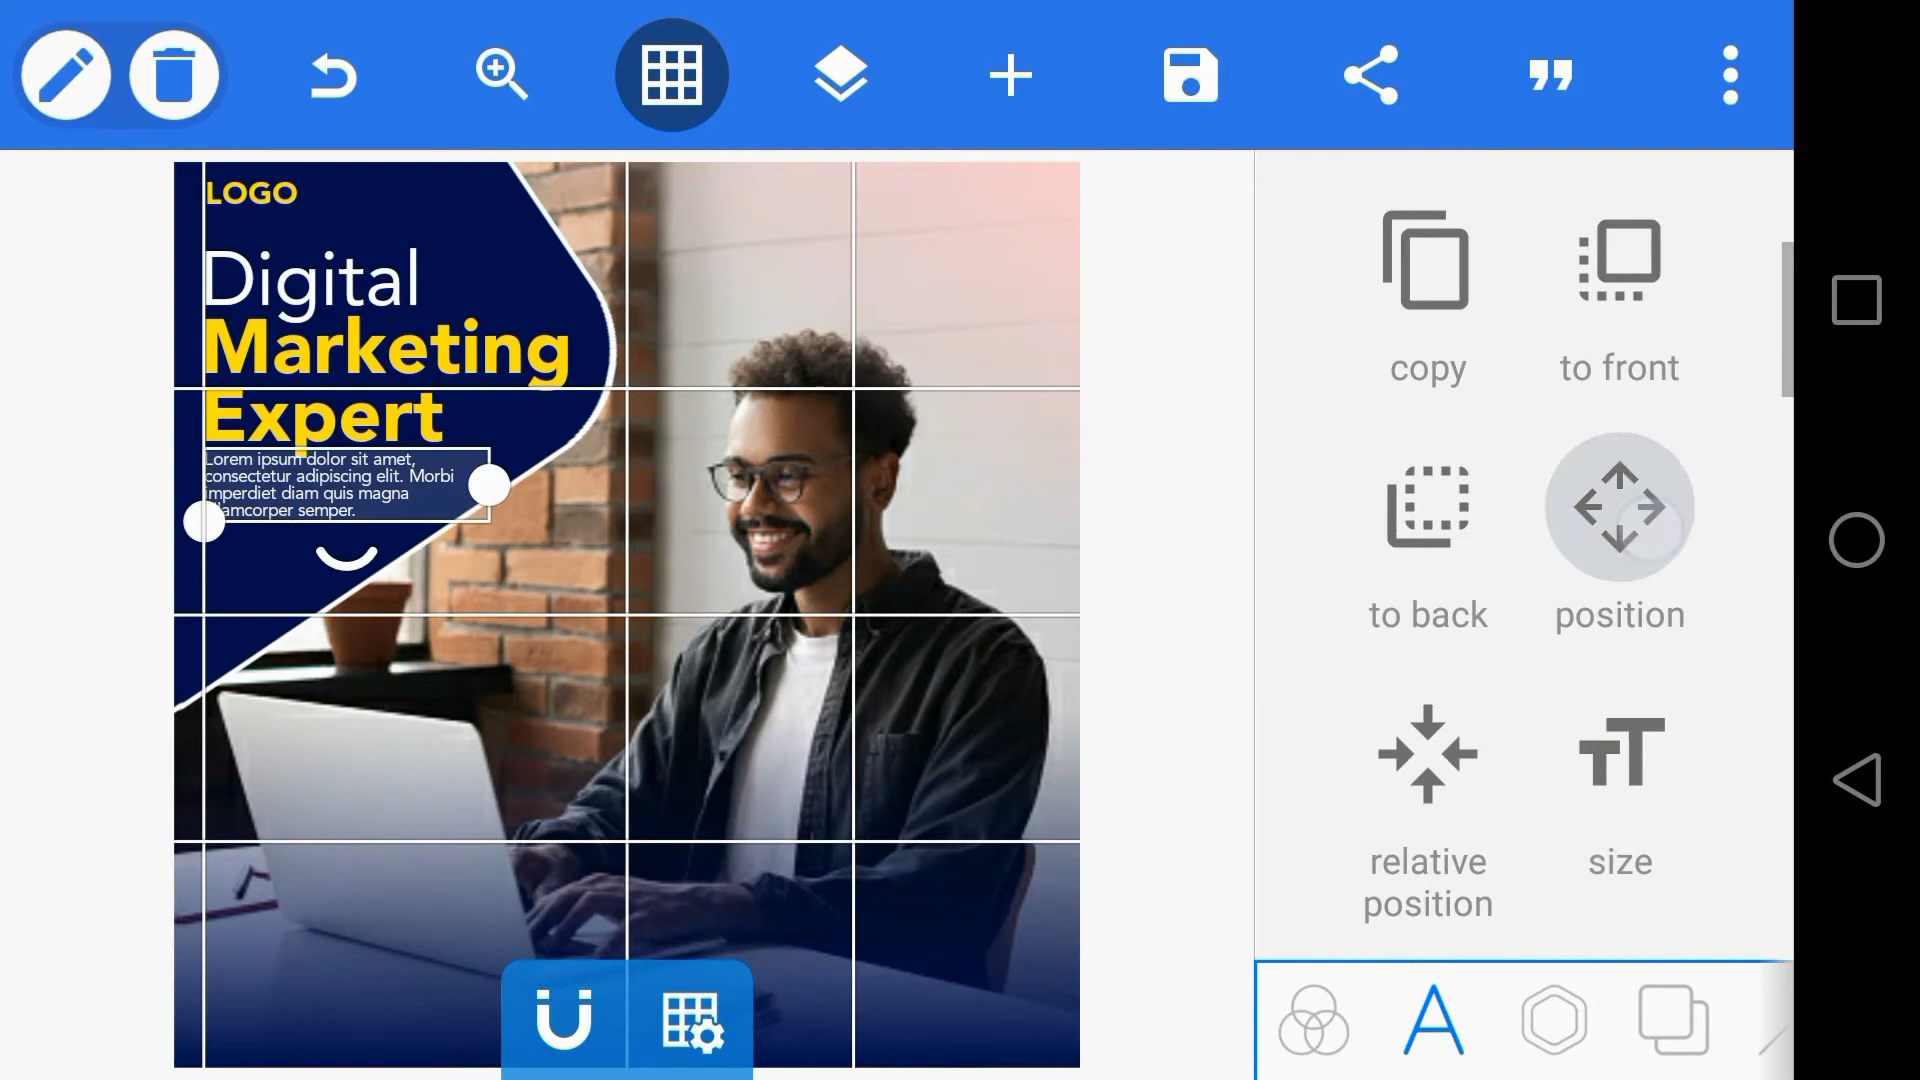 LOGO
Digital
Marketing
Expert
Lorem ipsum dolor sit amet,
consectetur adipiscing elit. Morbi
imperdiet diam quis magna
amcorper semper.
copy
to front
to back
position
relative
position
size